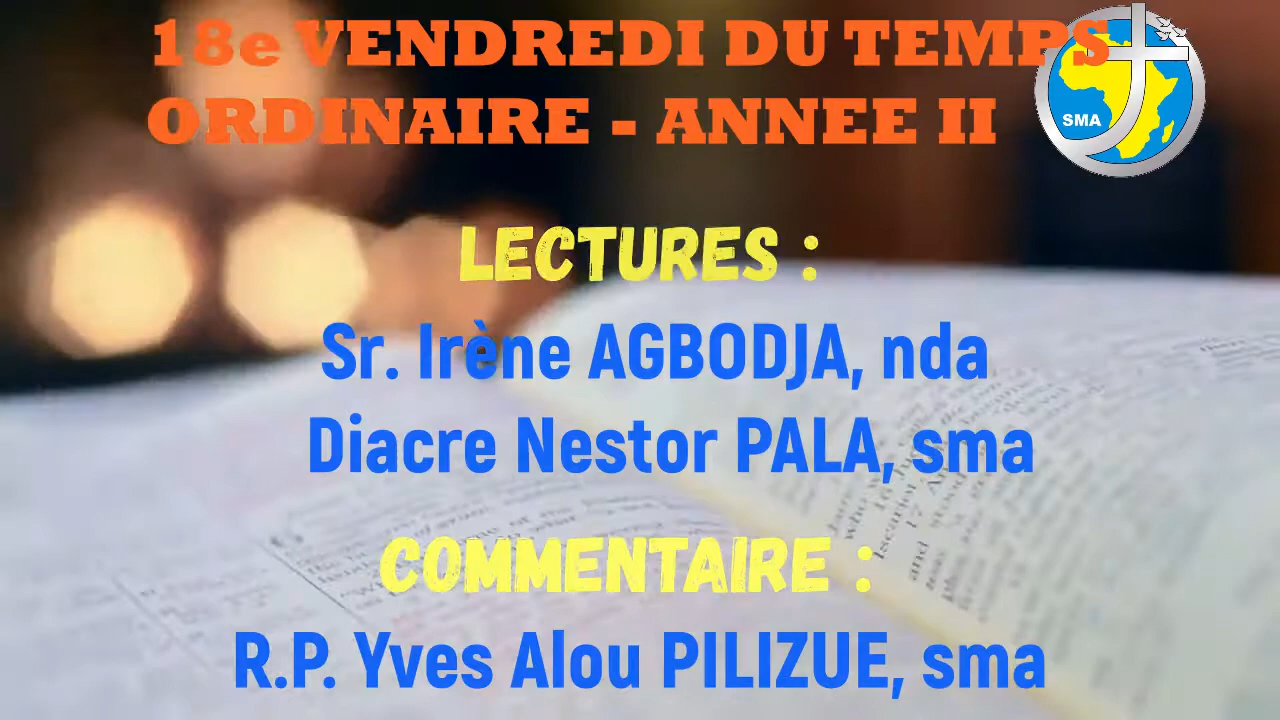 18e VENDREDI DU TEMPS
ORDINAIRE - ANNEE II
SMA
LECTURES :
Sr. Irène AGBODJA, nda
Diacre Nestor PALA, sma
COMMENTAIRE :
R.P. Yves Alou PILIZUE, sma